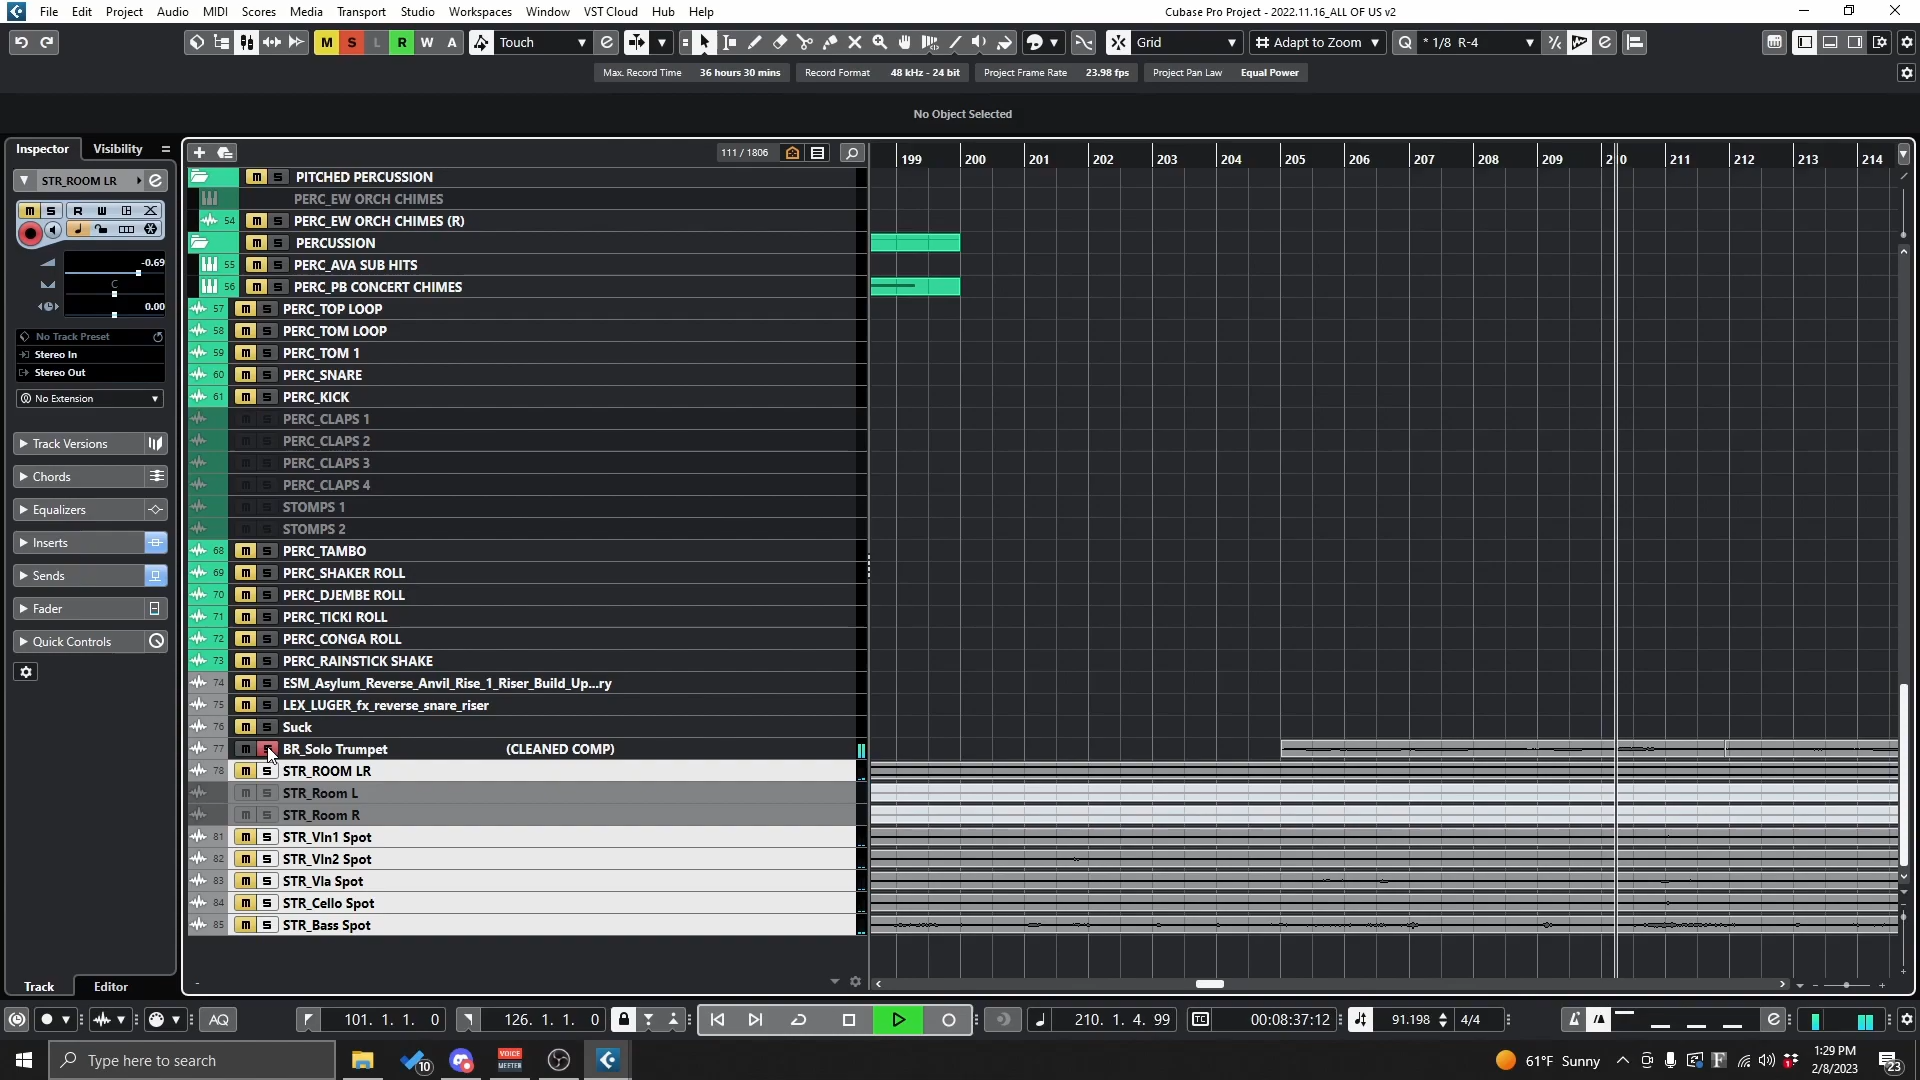 File Edit Project Audio MIDI Scores Media Transport Studio Workspaces Window VST Cloud Hub Help
Cubase Pro Project - 2022.11.16_ALL OF US v2
M S L R W A Touch Grid Adapt to Zoom Q * 1/8 R-4
Max. Record Time 36 hours 30 mins Record Format 48 kHz - 24 bit Project Frame Rate 23.98 fps Project Pan Law Equal Power
No Object Selected
Inspector Visibility
111 / 1806
199 200 201 202 203 204 205 206 207 208 209 2 0 211 212 213 214
STR_ROOM LR
m S R W
-0.69
C
0.00
No Track Preset
Stereo In
Stereo Out
No Extension
Track Versions
Chords
Equalizers
Inserts
Sends
Fader
Quick Controls
m S PITCHED PERCUSSION
PERC_EW ORCH CHIMES
54 m S PERC_EW ORCH CHIMES (R)
m S PERCUSSION
55 m S PERC_AVA SUB HITS
56 m S PERC_PB CONCERT CHIMES
57 m S PERC_TOP LOOP
58 m S PERC_TOM LOOP
59 m S PERC_TOM 1
60 m S PERC_SNARE
61 m S PERC_KICK
m S PERC_CLAPS 1
m S PERC_CLAPS 2
m S PERC_CLAPS 3
m S PERC_CLAPS 4
m S STOMPS 1
m S STOMPS 2
68 m S PERC_TAMBO
69 m S PERC_SHAKER ROLL
70 m S PERC_DJEMBE ROLL
71 m S PERC_TICKI ROLL
72 m S PERC_CONGA ROLL
73 m S PERC_RAINSTICK SHAKE
74 m S ESM_Asylum_Reverse_Anvil_Rise_1_Riser_Build_Up...ry
75 m S LEX_LUGER_fx_reverse_snare_riser
76 m S Suck
77 m S BR_Solo Trumpet (CLEANED COMP)
78 m S STR_ROOM LR
m S STR_Room L
m S STR_Room R
81 m S STR_Vln1 Spot
82 m S STR_Vln2 Spot
83 m S STR_Vla Spot
84 m S STR_Cello Spot
85 m S STR_Bass Spot
Track Editor
AQ 101. 1. 1. 0 126. 1. 1. 0 210. 1. 4. 99 TC 00:08:37:12 91.198 4/4
Type here to search
10
VOICE
MEETER
61°F Sunny
1:29 PM
2/8/2023
23